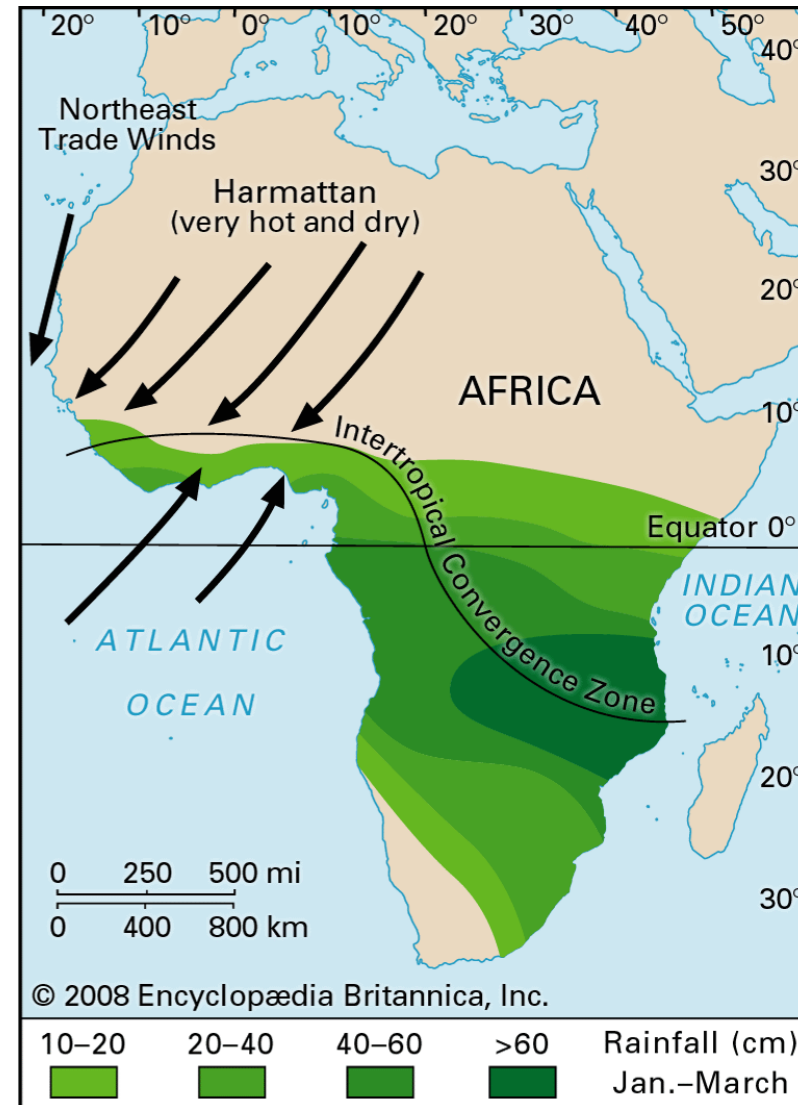 20° 10° 0° 10° 20° 30° 40° 50°
40°
Northeast
Trade Winds
30°
Harmattan
(very hot and dry)
20°
AFRICA
10°
Intertropical Convergence Zone
Equator 0°
INDIAN
OCEAN
ATLANTIC
OCEAN
10°
20°
0 250 500 mi
0 400 800 km
30°
© 2008 Encyclopædia Britannica, Inc.
10–20 20–40 40–60 >60 Rainfall (cm)
Jan.–March